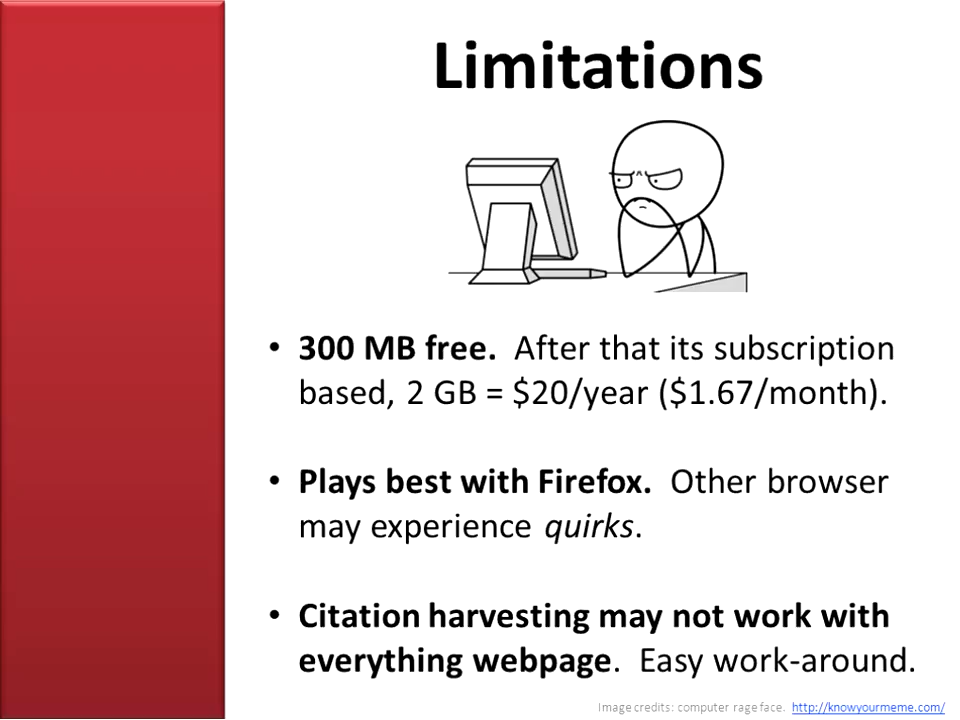 Limitations
• 300 MB free.  After that its subscription
based, 2 GB = $20/year ($1.67/month).
• Plays best with Firefox.  Other browser
may experience quirks.
• Citation harvesting may not work with
everything webpage.  Easy work-around.
Image credits: computer rage face.  http://knowyourmeme.com/